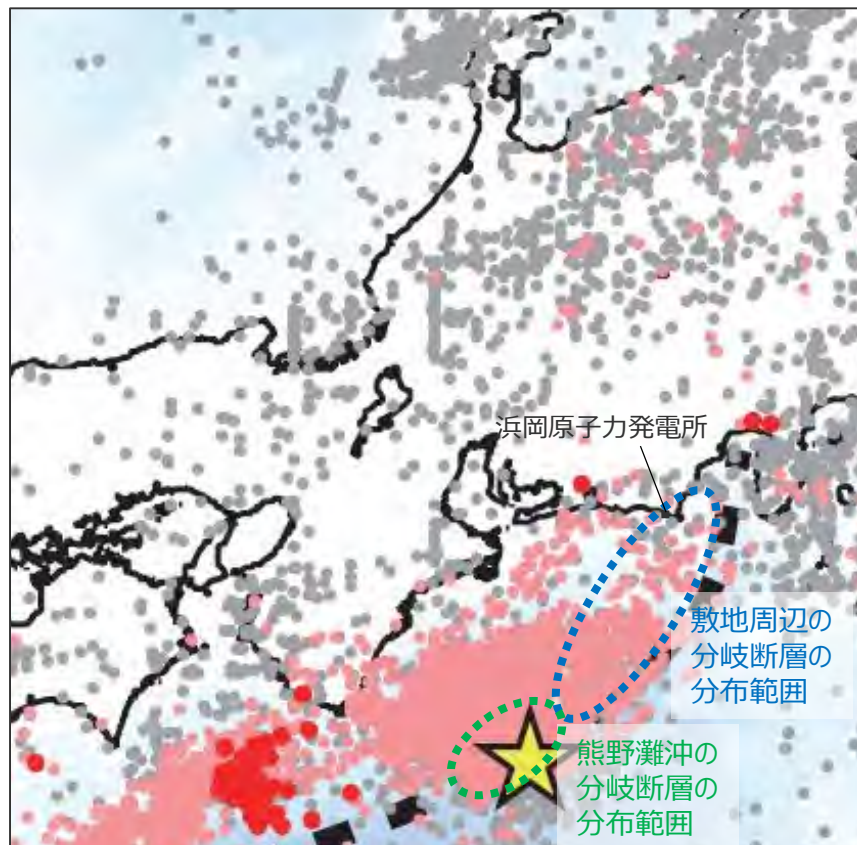 浜岡原子力発電所
敷地周辺の
分岐断層の
分布範囲
熊野灘沖の
分岐断層の
分布範囲